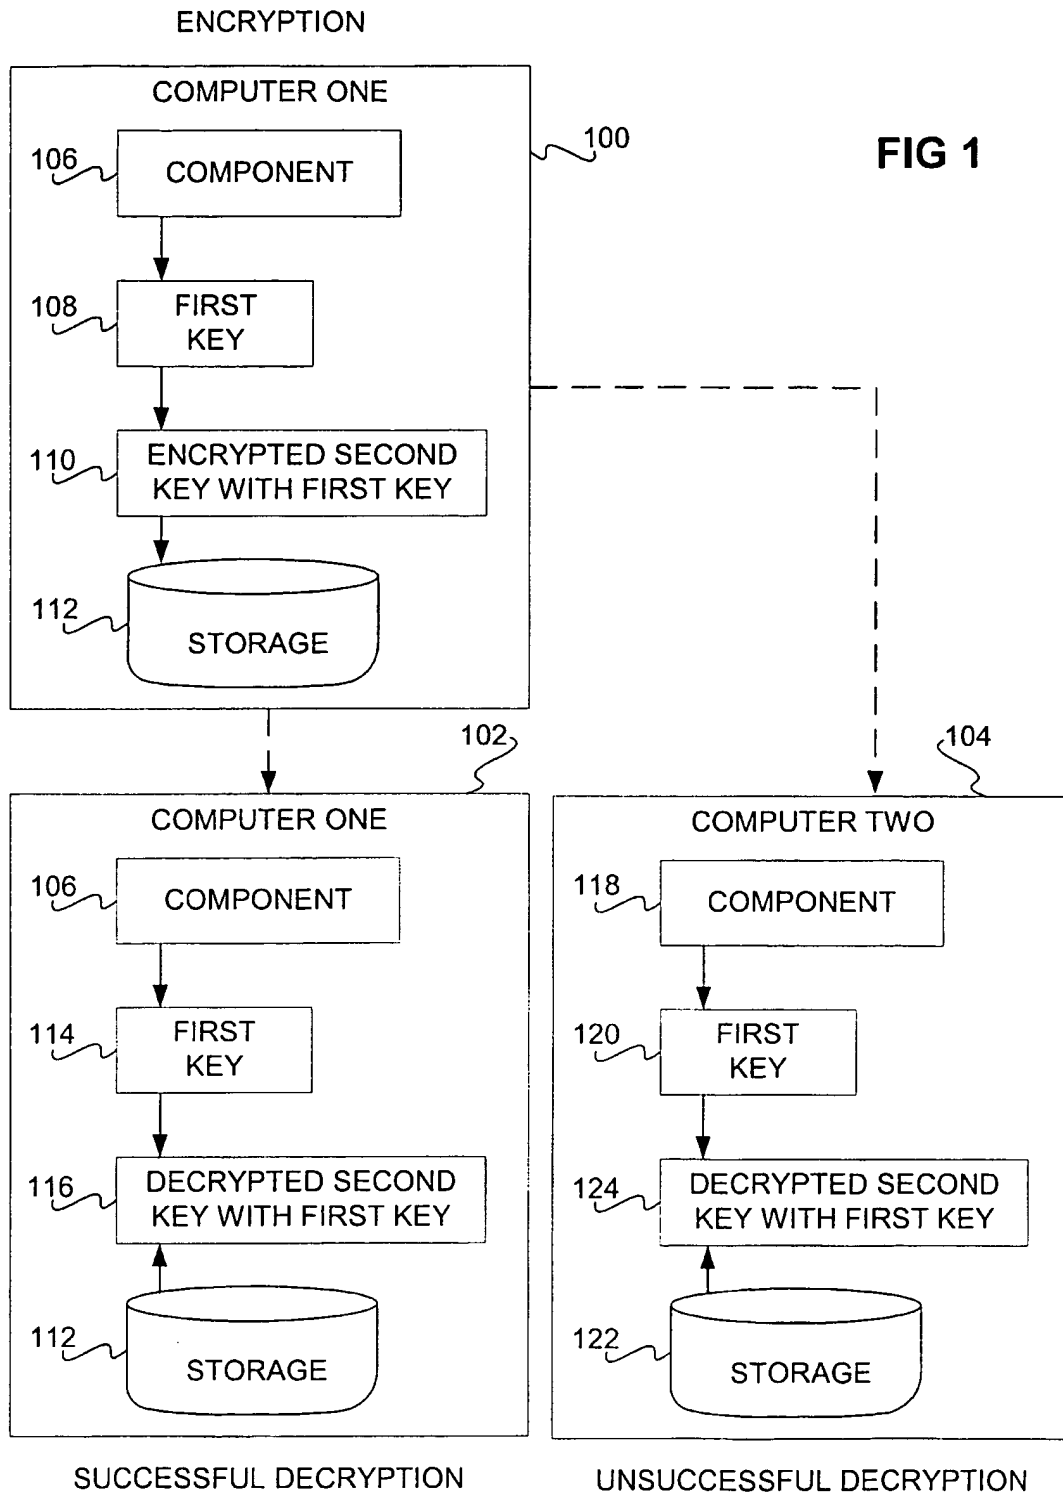 ENCRYPTION
COMPUTER ONE
100
FIG 1
106
COMPONENT
108
FIRST
KEY
110
ENCRYPTED SECOND
KEY WITH FIRST KEY
112
STORAGE
102
104
COMPUTER ONE
106
COMPONENT
114
FIRST
KEY
116
DECRYPTED SECOND
KEY WITH FIRST KEY
112
STORAGE
SUCCESSFUL DECRYPTION
COMPUTER TWO
118
COMPONENT
120
FIRST
KEY
124
DECRYPTED SECOND
KEY WITH FIRST KEY
122
STORAGE
UNSUCCESSFUL DECRYPTION